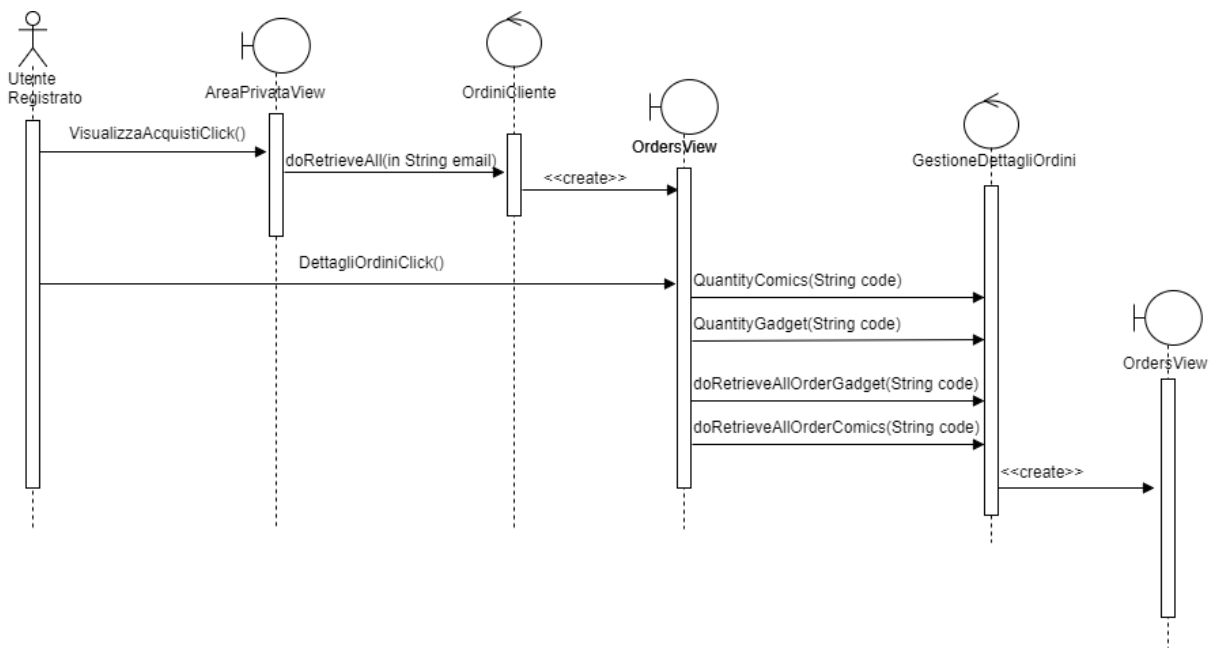 Utente
Registrato
AreaPrivataView
OrdiniCliente
OrdersView
GestioneDettagliOrdini
OrdersView
VisualizzaAcquistiClick()
doRetrieveAll(in String email)
<<create>>
DettagliOrdiniClick()
QuantityComics(String code)
QuantityGadget(String code)
doRetrieveAllOrderGadget(String code)
doRetrieveAllOrderComics(String code)
<<create>>